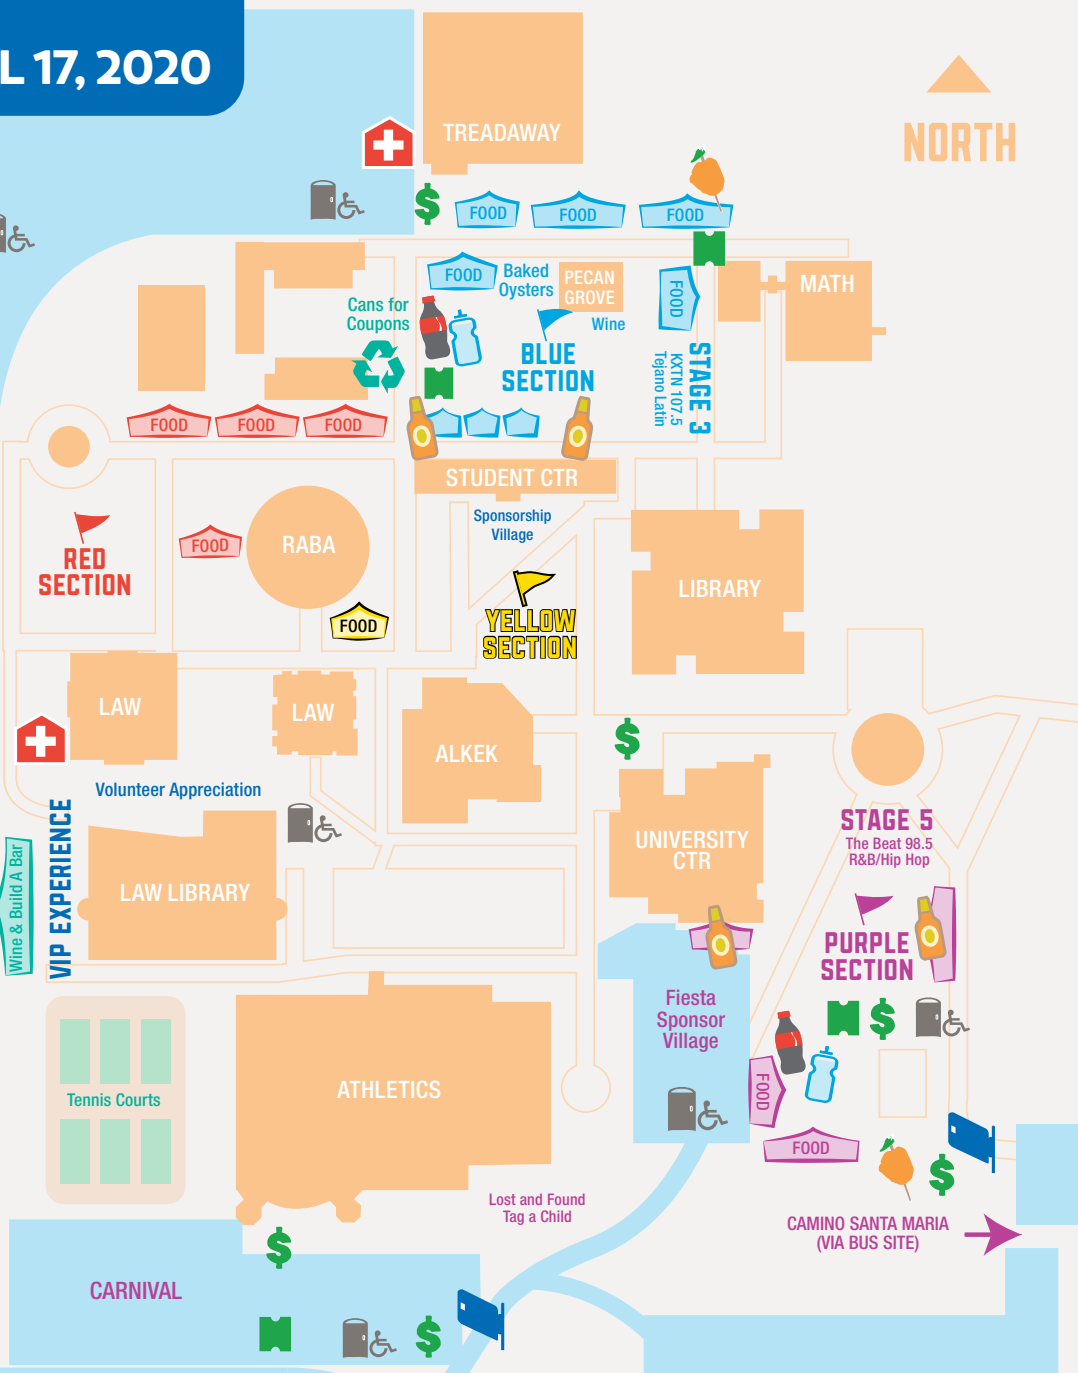 L 17, 2020
NORTH
TREADAWAY
FOOD
FOOD
FOOD
FOOD
Baked
Oysters
PECAN
GROVE
Wine
FOOD
MATH
Cans for
Coupons
BLUE
SECTION
STAGE 3
KXTN 107.5
Tejano Latin
FOOD
FOOD
FOOD
STUDENT CTR
Sponsorship
Village
RED
SECTION
FOOD
RABA
FOOD
YELLOW
SECTION
LIBRARY
LAW
LAW
ALKEK
Volunteer Appreciation
VIP EXPERIENCE
Wine & Build A Bar
LAW LIBRARY
UNIVERSITY
CTR
STAGE 5
The Beat 98.5
R&B/Hip Hop
PURPLE
SECTION
Fiesta
Sponsor
Village
Tennis Courts
ATHLETICS
FOOD
FOOD
Lost and Found
Tag a Child
CAMINO SANTA MARIA
(VIA BUS SITE)
CARNIVAL